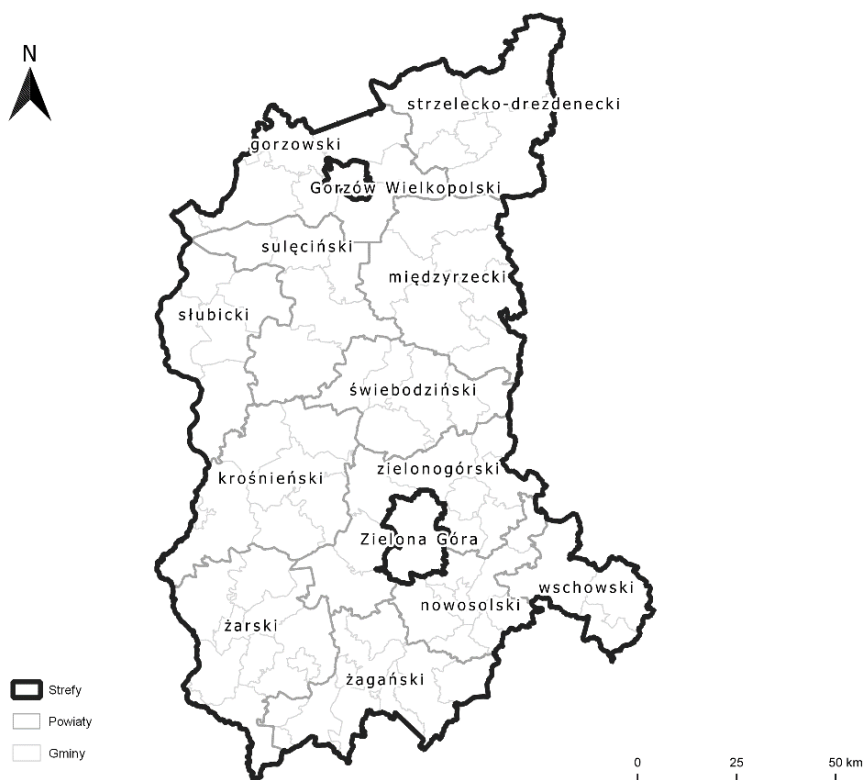 N
strzelecko-drezdenecki
gorzowski
Gorzów Wielkopolski
sulęciński
międzyrzecki
słubicki
świebodziński
zielonogórski
krośnieński
Zielona Góra
wschowski
nowosolski
żarski
żagański
Strefy
Powiaty
Gminy
0 25 50 km